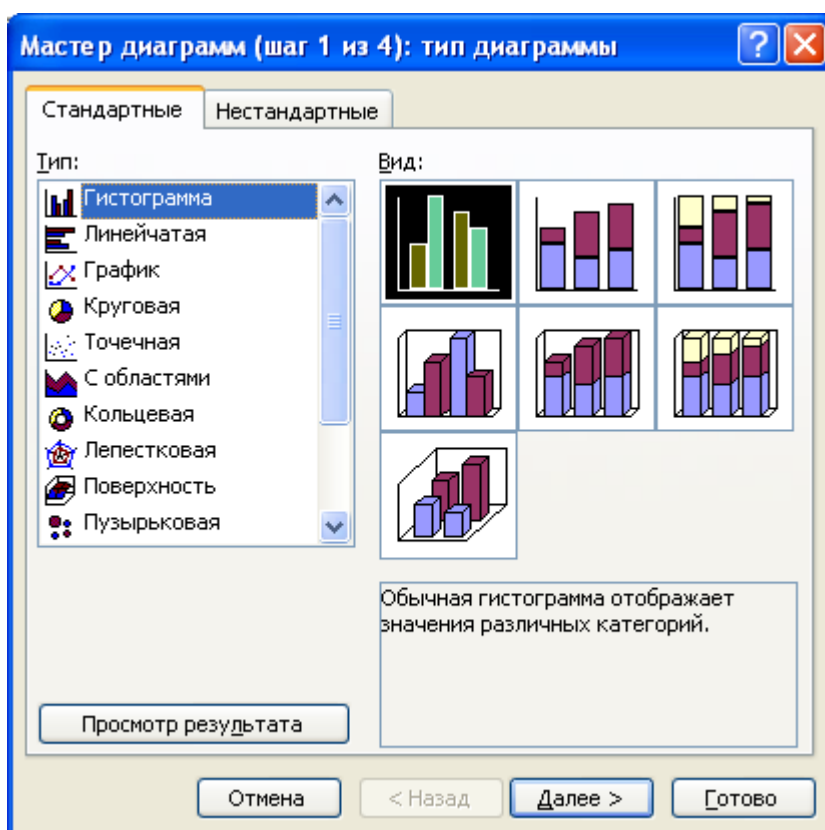 Мастер диаграмм (шаг 1 из 4): тип диаграммы
Стандартные
Нестандартные
Тип:
Гистограмма
Линейчатая
График
Круговая
Точечная
С областями
Кольцевая
Лепестковая
Поверхность
Пузырьковая
Вид:
Обычная гистограмма отображает
значения различных категорий.
Просмотр результата
Отмена
< Назад
Далее >
Готово